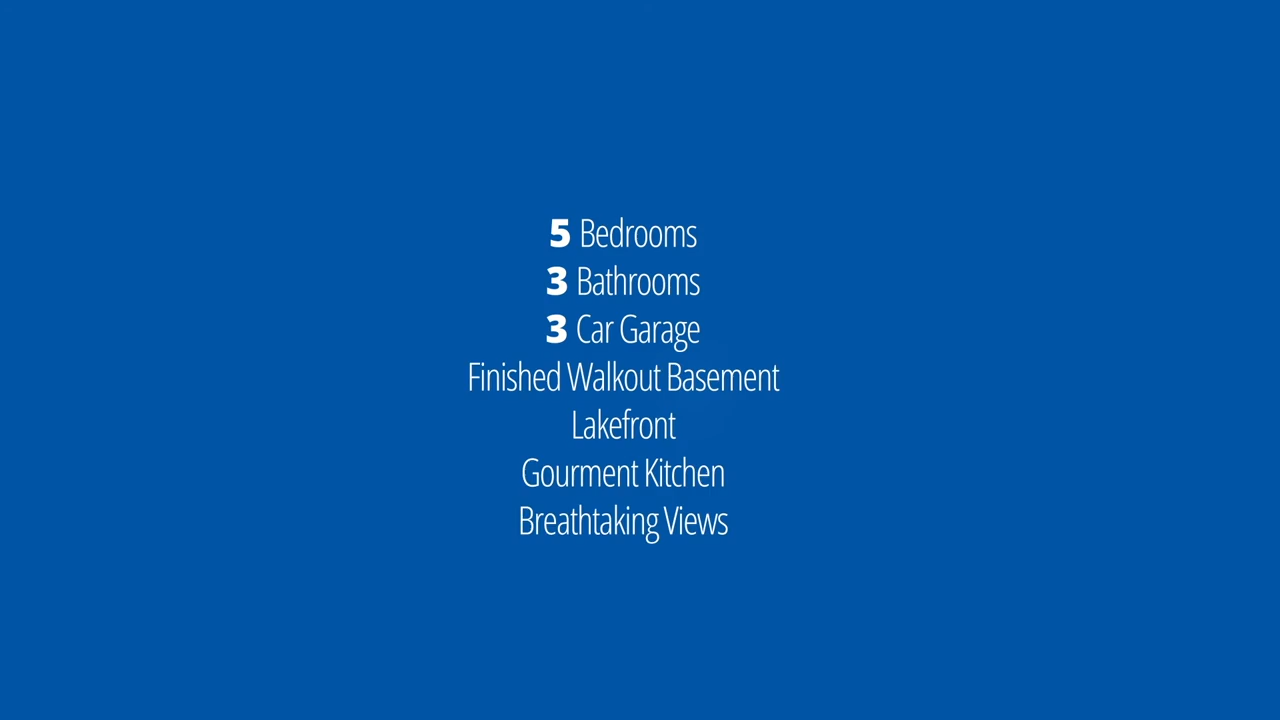 5 Bedrooms
3 Bathrooms
3 Car Garage
Finished Walkout Basement
Lakefront
Gourment Kitchen
Breathtaking Views